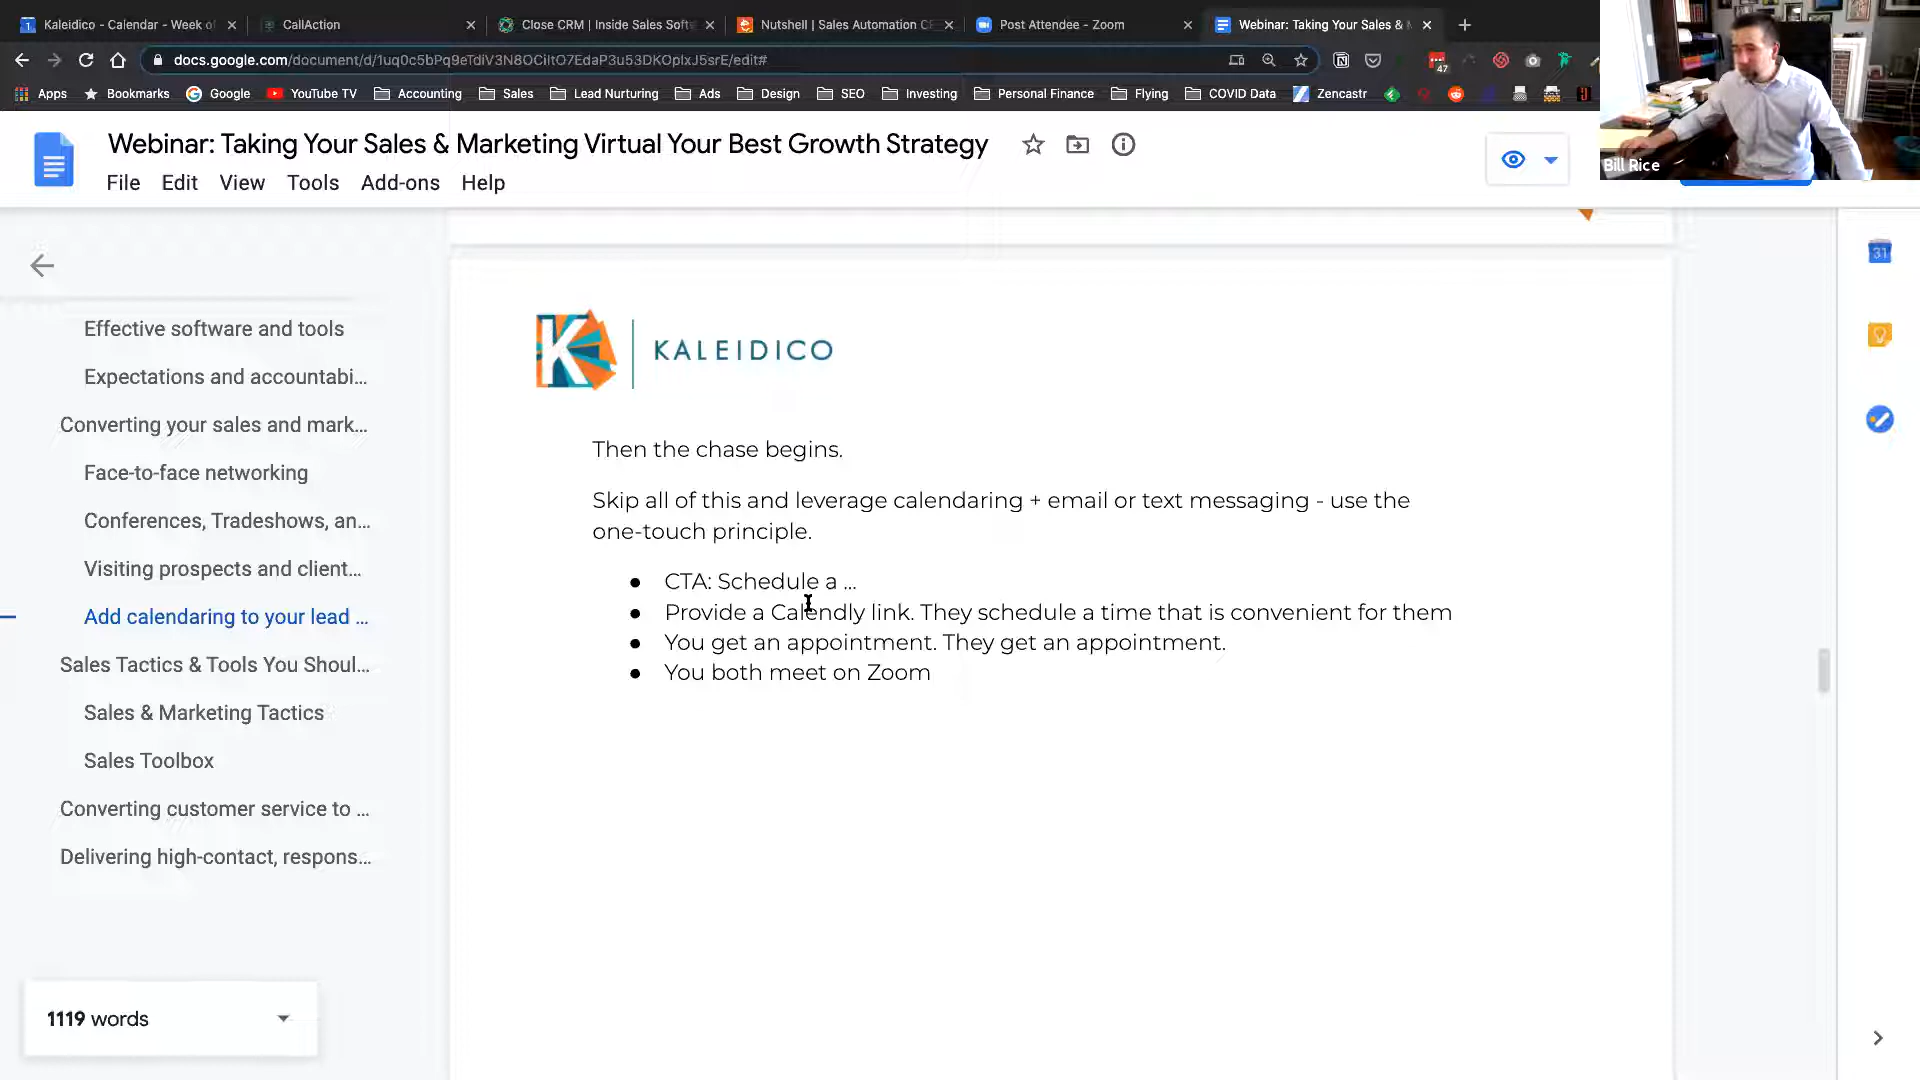 Kaleidico - Calendar - Week of
CallAction
Close CRM | Inside Sales Soft
Nutshell | Sales Automation C
Post Attendee - Zoom
Webinar: Taking Your Sales &
docs.google.com/document/d/1uq0c5bPq9eTdiV3N8OCiltO7EdaP3u53DKOplxJ5srE/edit#
47
Apps
Bookmarks
Google
YouTube TV
Accounting
Sales
Lead Nurturing
Ads
Design
SEO
Investing
Personal Finance
Flying
COVID Data
Zencastr
Bill Rice
Webinar: Taking Your Sales & Marketing Virtual Your Best Growth Strategy
File Edit View Tools Add-ons Help
Effective software and tools
Expectations and accountabi...
Converting your sales and mark...
Face-to-face networking
Conferences, Tradeshows, an...
Visiting prospects and client...
Add calendaring to your lead ...
Sales Tactics & Tools You Shoul...
Sales & Marketing Tactics
Sales Toolbox
Converting customer service to ...
Delivering high-contact, respons...
1119 words
K
KALEIDICO
Then the chase begins.
Skip all of this and leverage calendaring + email or text messaging - use the
one-touch principle.
● CTA: Schedule a ...
● Provide a Calendly link. They schedule a time that is convenient for them
● You get an appointment. They get an appointment.
● You both meet on Zoom
31